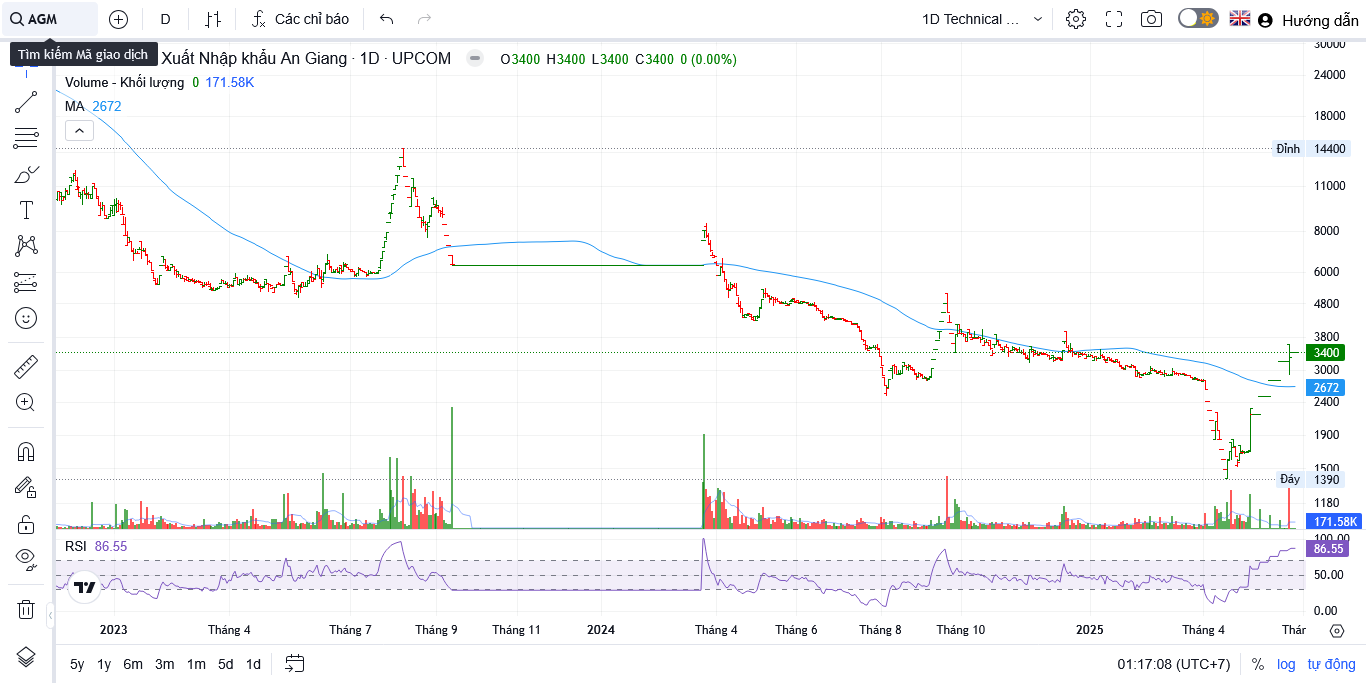 AGM
D
Các chỉ báo
1D Technical ...
Hướng dẫn
Tìm kiếm Mã giao dịch
Xuất Nhập khẩu An Giang · 1D · UPCOM
O3400 H3400 L3400 C3400 0 (0.00%)
Volume - Khối lượng 0 171.58K
MA 2672
30000
24000
18000
Đỉnh 14400
11000
8000
6000
4800
3800
3400
3000
2672
2400
1900
1500
Đáy 1390
1180
171.58K
RSI 86.55
100.00
86.55
50.00
0.00
2023 Tháng 4 Tháng 7 Tháng 9 Tháng 11 2024 Tháng 4 Tháng 6 Tháng 8 Tháng 10 2025 Tháng 4 Thár
5y 1y 6m 3m 1m 5d 1d
01:17:08 (UTC+7) % log tự động